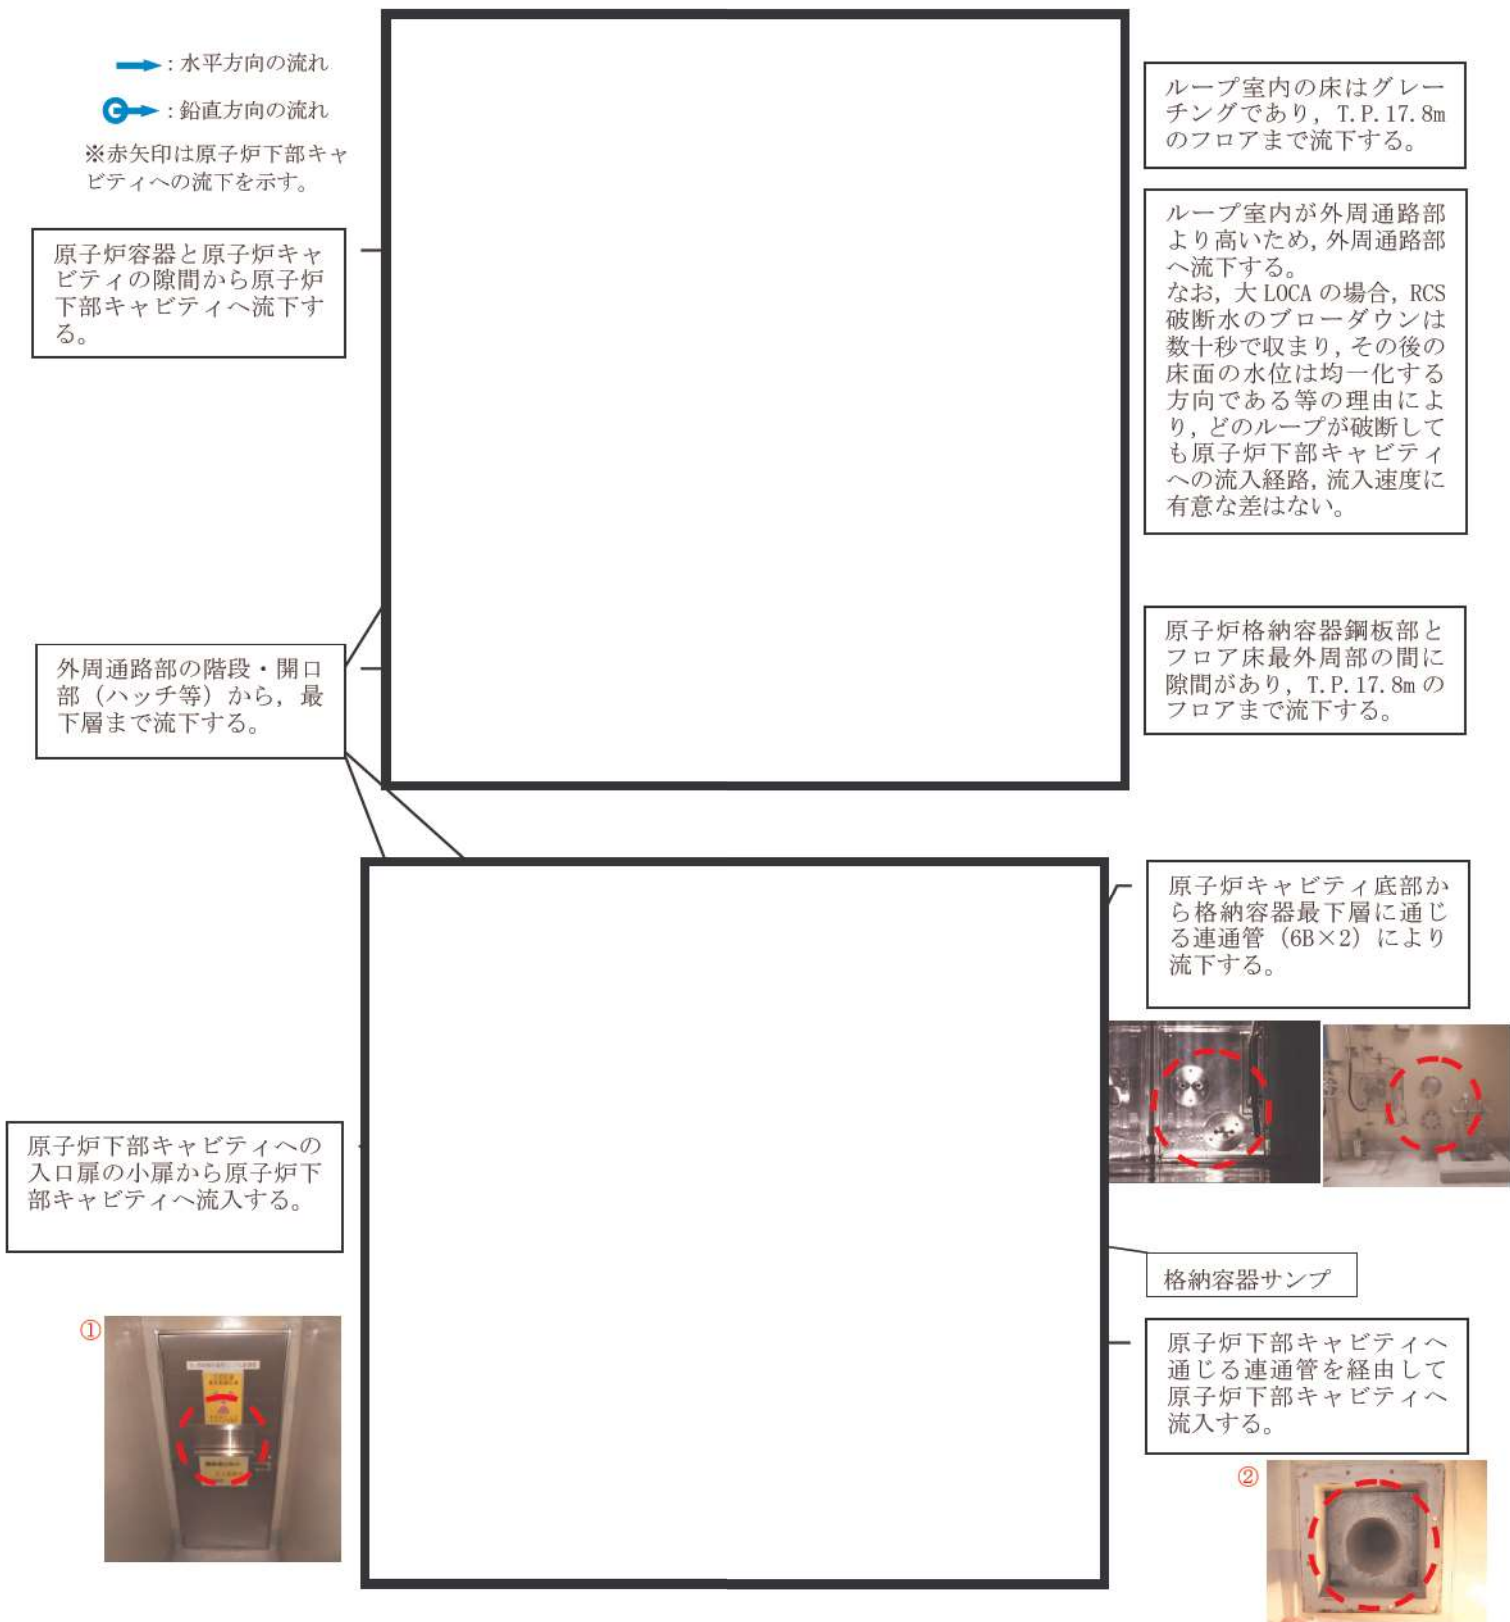 ：水平方向の流れ
：鉛直方向の流れ
※赤矢印は原子炉下部キャ
ビティへの流下を示す。
原子炉容器と原子炉キャ
ビティの隙間から原子炉
下部キャビティへ流下す
る。
外周通路部の階段・開口
部（ハッチ等）から，最
下層まで流下する。
原子炉下部キャビティへの
入口扉の小扉から原子炉下
部キャビティへ流入する。
①
ループ室内の床はグレー
チングであり，T.P.17.8m
のフロアまで流下する。
ループ室内が外周通路部
より高いため，外周通路部
へ流下する。
なお，大 LOCA の場合，RCS
破断水のブローダウンは
数十秒で収まり，その後の
床面の水位は均一化する
方向である等の理由によ
り，どのループが破断して
も原子炉下部キャビティ
への流入経路，流入速度に
有意な差はない。
原子炉格納容器鋼板部と
フロア床最外周部の間に
隙間があり，T.P.17.8m の
フロアまで流下する。
原子炉キャビティ底部か
ら格納容器最下層に通じ
る連通管（6B×2）により
流下する。
格納容器サンプ
原子炉下部キャビティへ
通じる連通管を経由して
原子炉下部キャビティへ
流入する。
②